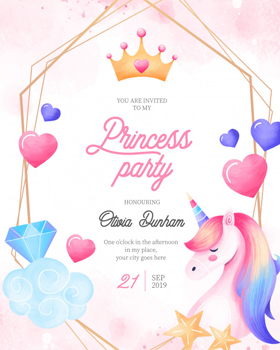 YOU ARE INVITED
TO MY
Princess
party
HONOURING
Olivia Dunham
One o'clock in the afternoon
in my place,
your city goes here
21
SEP
2019